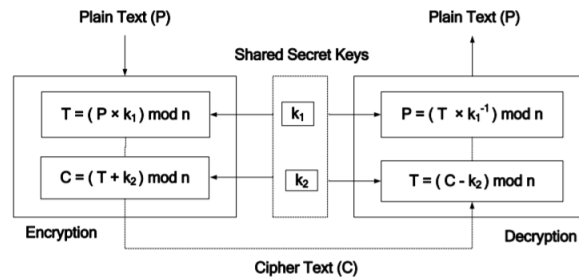 Plain Text (P)
Plain Text (P)
Shared Secret Keys
T = ( P × k₁ ) mod n
k₁
P = ( T × k₁⁻¹ ) mod n
C = ( T + k₂ ) mod n
k₂
T = ( C - k₂ ) mod n
Encryption
Decryption
Cipher Text (C)